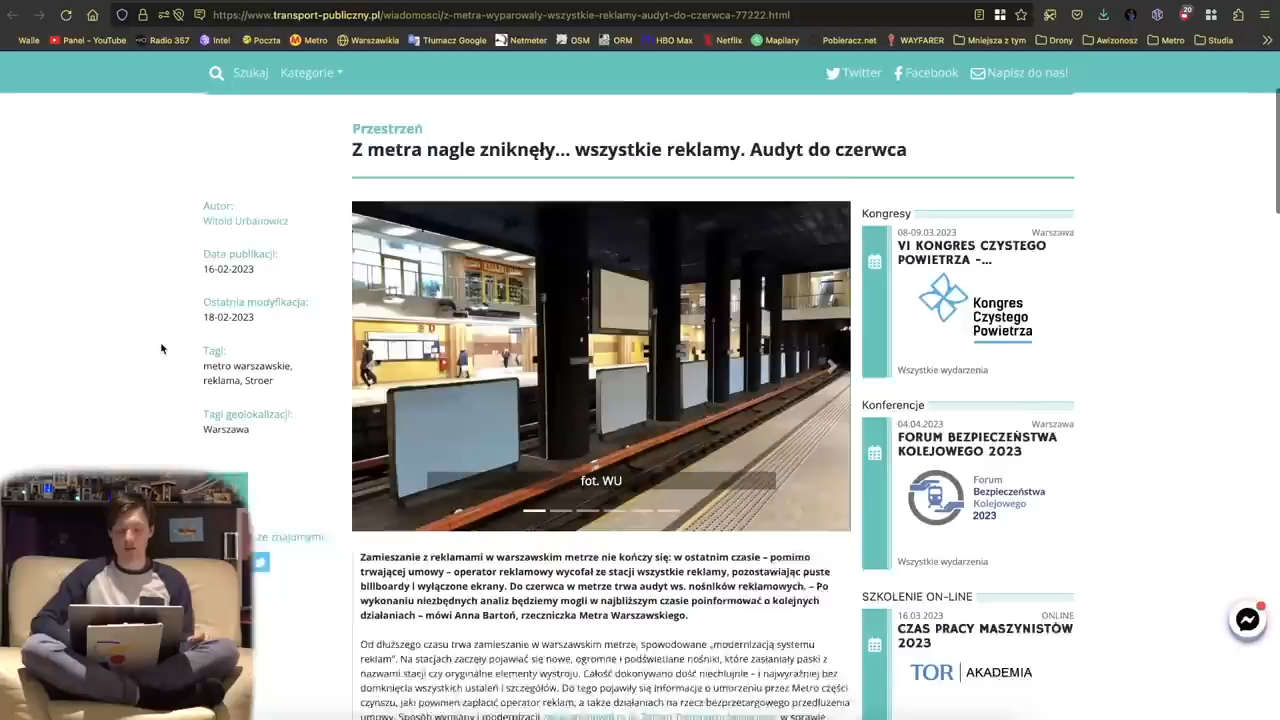 https://www.transport-publiczny.pl/wiadomosci/z-metra-wyparowaly-wszystkie-reklamy-audyt-do-czerwca-77222.html
20
Walle Panel - YouTube Radio 357 Intel Poczta Metro Warszawikia Tłumacz Google Netmeter OSM ORM HBO Max Netflix Mapilary Pobieracz.net WAYFARER Mniejsza z tym Drony Awizonosz Metro Studia
Szukaj Kategorie Twitter Facebook Napisz do nas!
Przestrzeń
Z metra nagle zniknęły... wszystkie reklamy. Audyt do czerwca
Autor:
Witold Urbanowicz
Data publikacji:
16-02-2023
Ostatnia modyfikacja:
18-02-2023
Tagi:
metro warszawskie,
reklama, Stroer
Tagi geolokalizacji:
Warszawa
ze znajomymi
fot. WU
Zamieszanie z reklamami w warszawskim metrze nie kończy się: w ostatnim czasie – pomimo
trwającej umowy – operator reklamowy wycofał ze stacji wszystkie reklamy, pozostawiając puste
billboardy i wyłączone ekrany. Do czerwca w metrze trwa audyt ws. nośników reklamowych. – Po
wykonaniu niezbędnych analiz będziemy mogli w najbliższym czasie poinformować o kolejnych
działaniach – mówi Anna Bartoń, rzeczniczka Metra Warszawskiego.
Od dłuższego czasu trwa zamieszanie w warszawskim metrze, spowodowane „modernizacją systemu
reklam”. Na stacjach zaczęły pojawiać się nowe, ogromne i podświetlane nośniki, które zasłaniały paski z
nazwami stacji czy oryginalne elementy wystroju. Całość dokonywano dość niechlujnie – i najwyraźniej bez
domknięcia wszystkich ustaleń i szczegółów. Do tego pojawiły się informacje o umorzeniu przez Metro części
czynszu, jaki powinien zapłacić operator reklam, a także działaniach na rzecz bezprzetargowego przedłużenia
umowy. Sposób wymiany i modernizacji w sprawie
Kongresy
08-09.03.2023 Warszawa
VI KONGRES CZYSTEGO
POWIETRZA -...
Kongres
Czystego
Powietrza
Wszystkie wydarzenia
Konferencje
04.04.2023 Warszawa
FORUM BEZPIECZEŃSTWA
KOLEJOWEGO 2023
Forum
Bezpieczeństwa
Kolejowego
2023
Wszystkie wydarzenia
SZKOLENIE ON-LINE
16.03.2023 ONLINE
CZAS PRACY MASZYNISTÓW
2023
TOR AKADEMIA